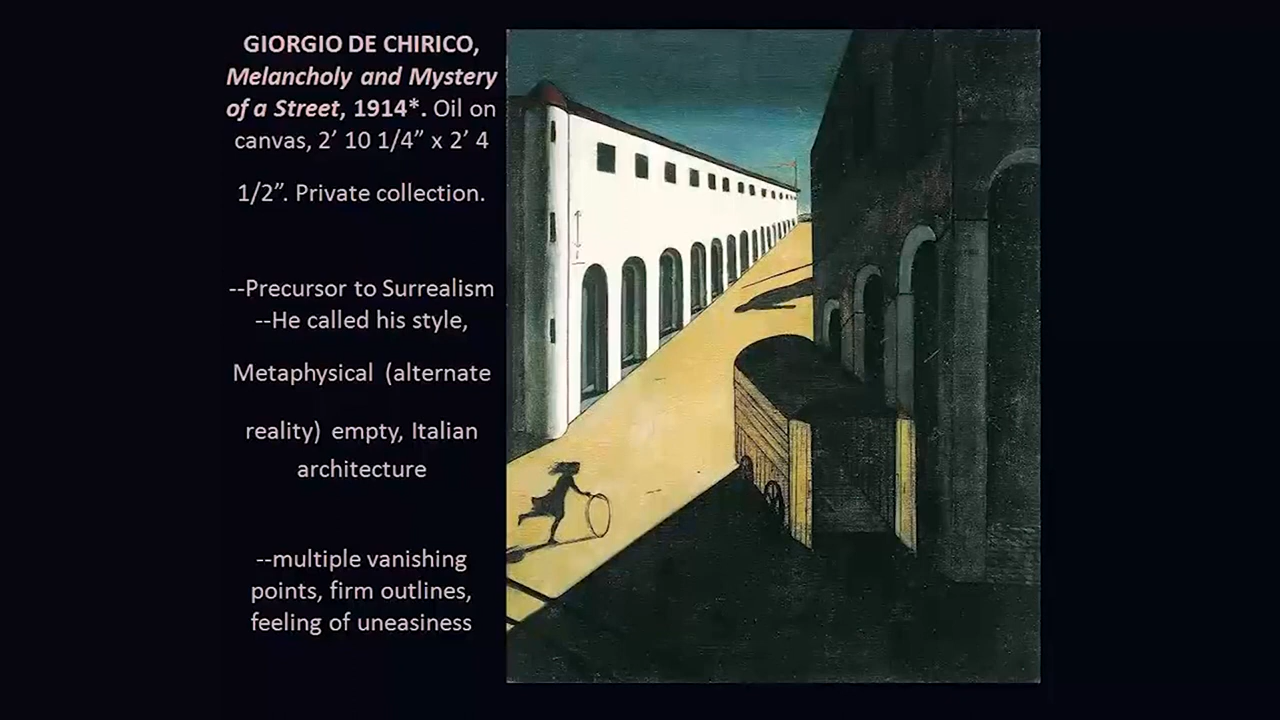 GIORGIO DE CHIRICO,
Melancholy and Mystery
of a Street, 1914*. Oil on
canvas, 2’ 10 1/4” x 2’ 4
1/2”. Private collection.
--Precursor to Surrealism
--He called his style,
Metaphysical (alternate
reality) empty, Italian
architecture
--multiple vanishing
points, firm outlines,
feeling of uneasiness